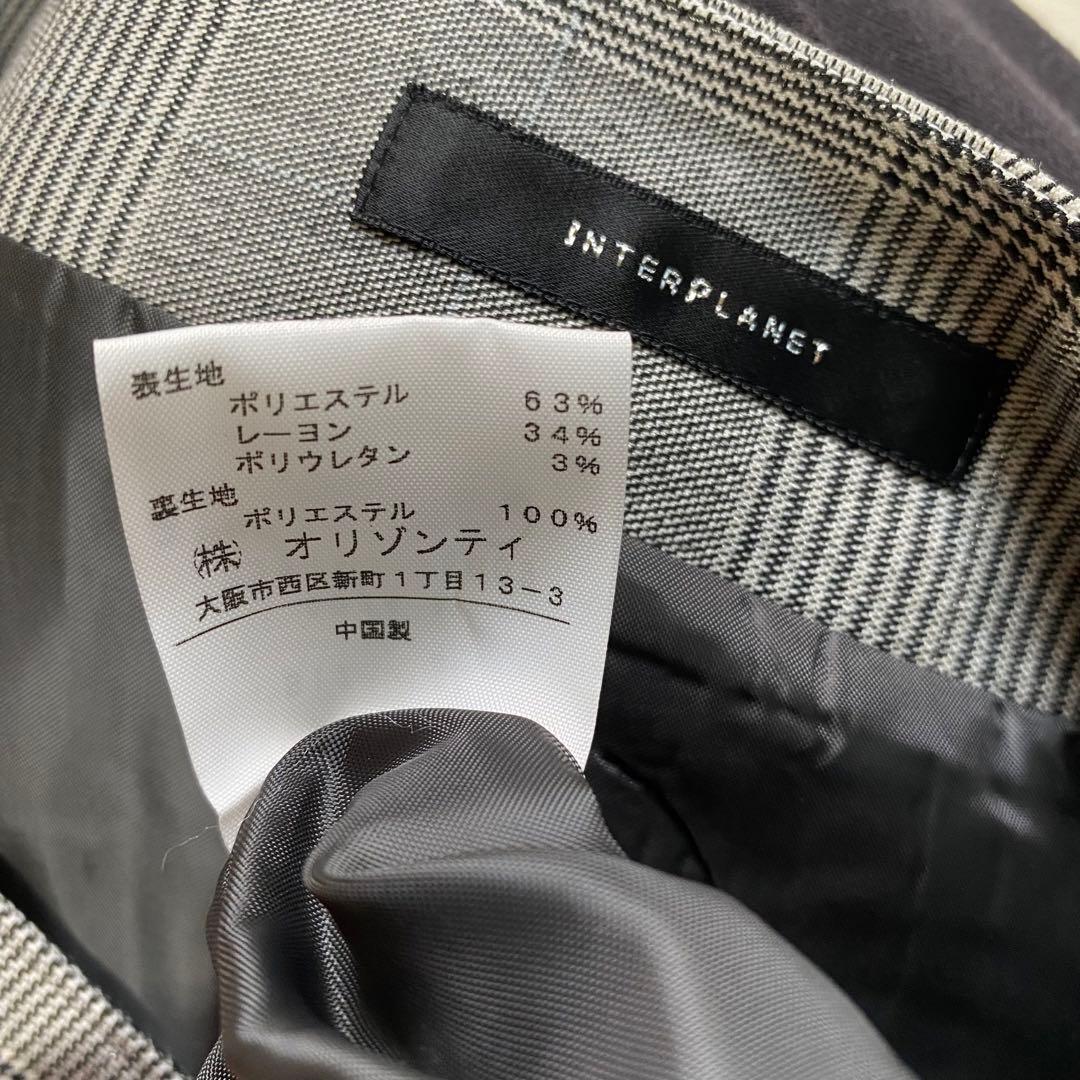 INTERPLANET
表生地
ポリエステル 63%
レーヨン 34%
ポリウレタン 3%
裏生地
ポリエステル 100%
(株) オリゾンティ
大阪市西区新町1丁目13-3
中国製